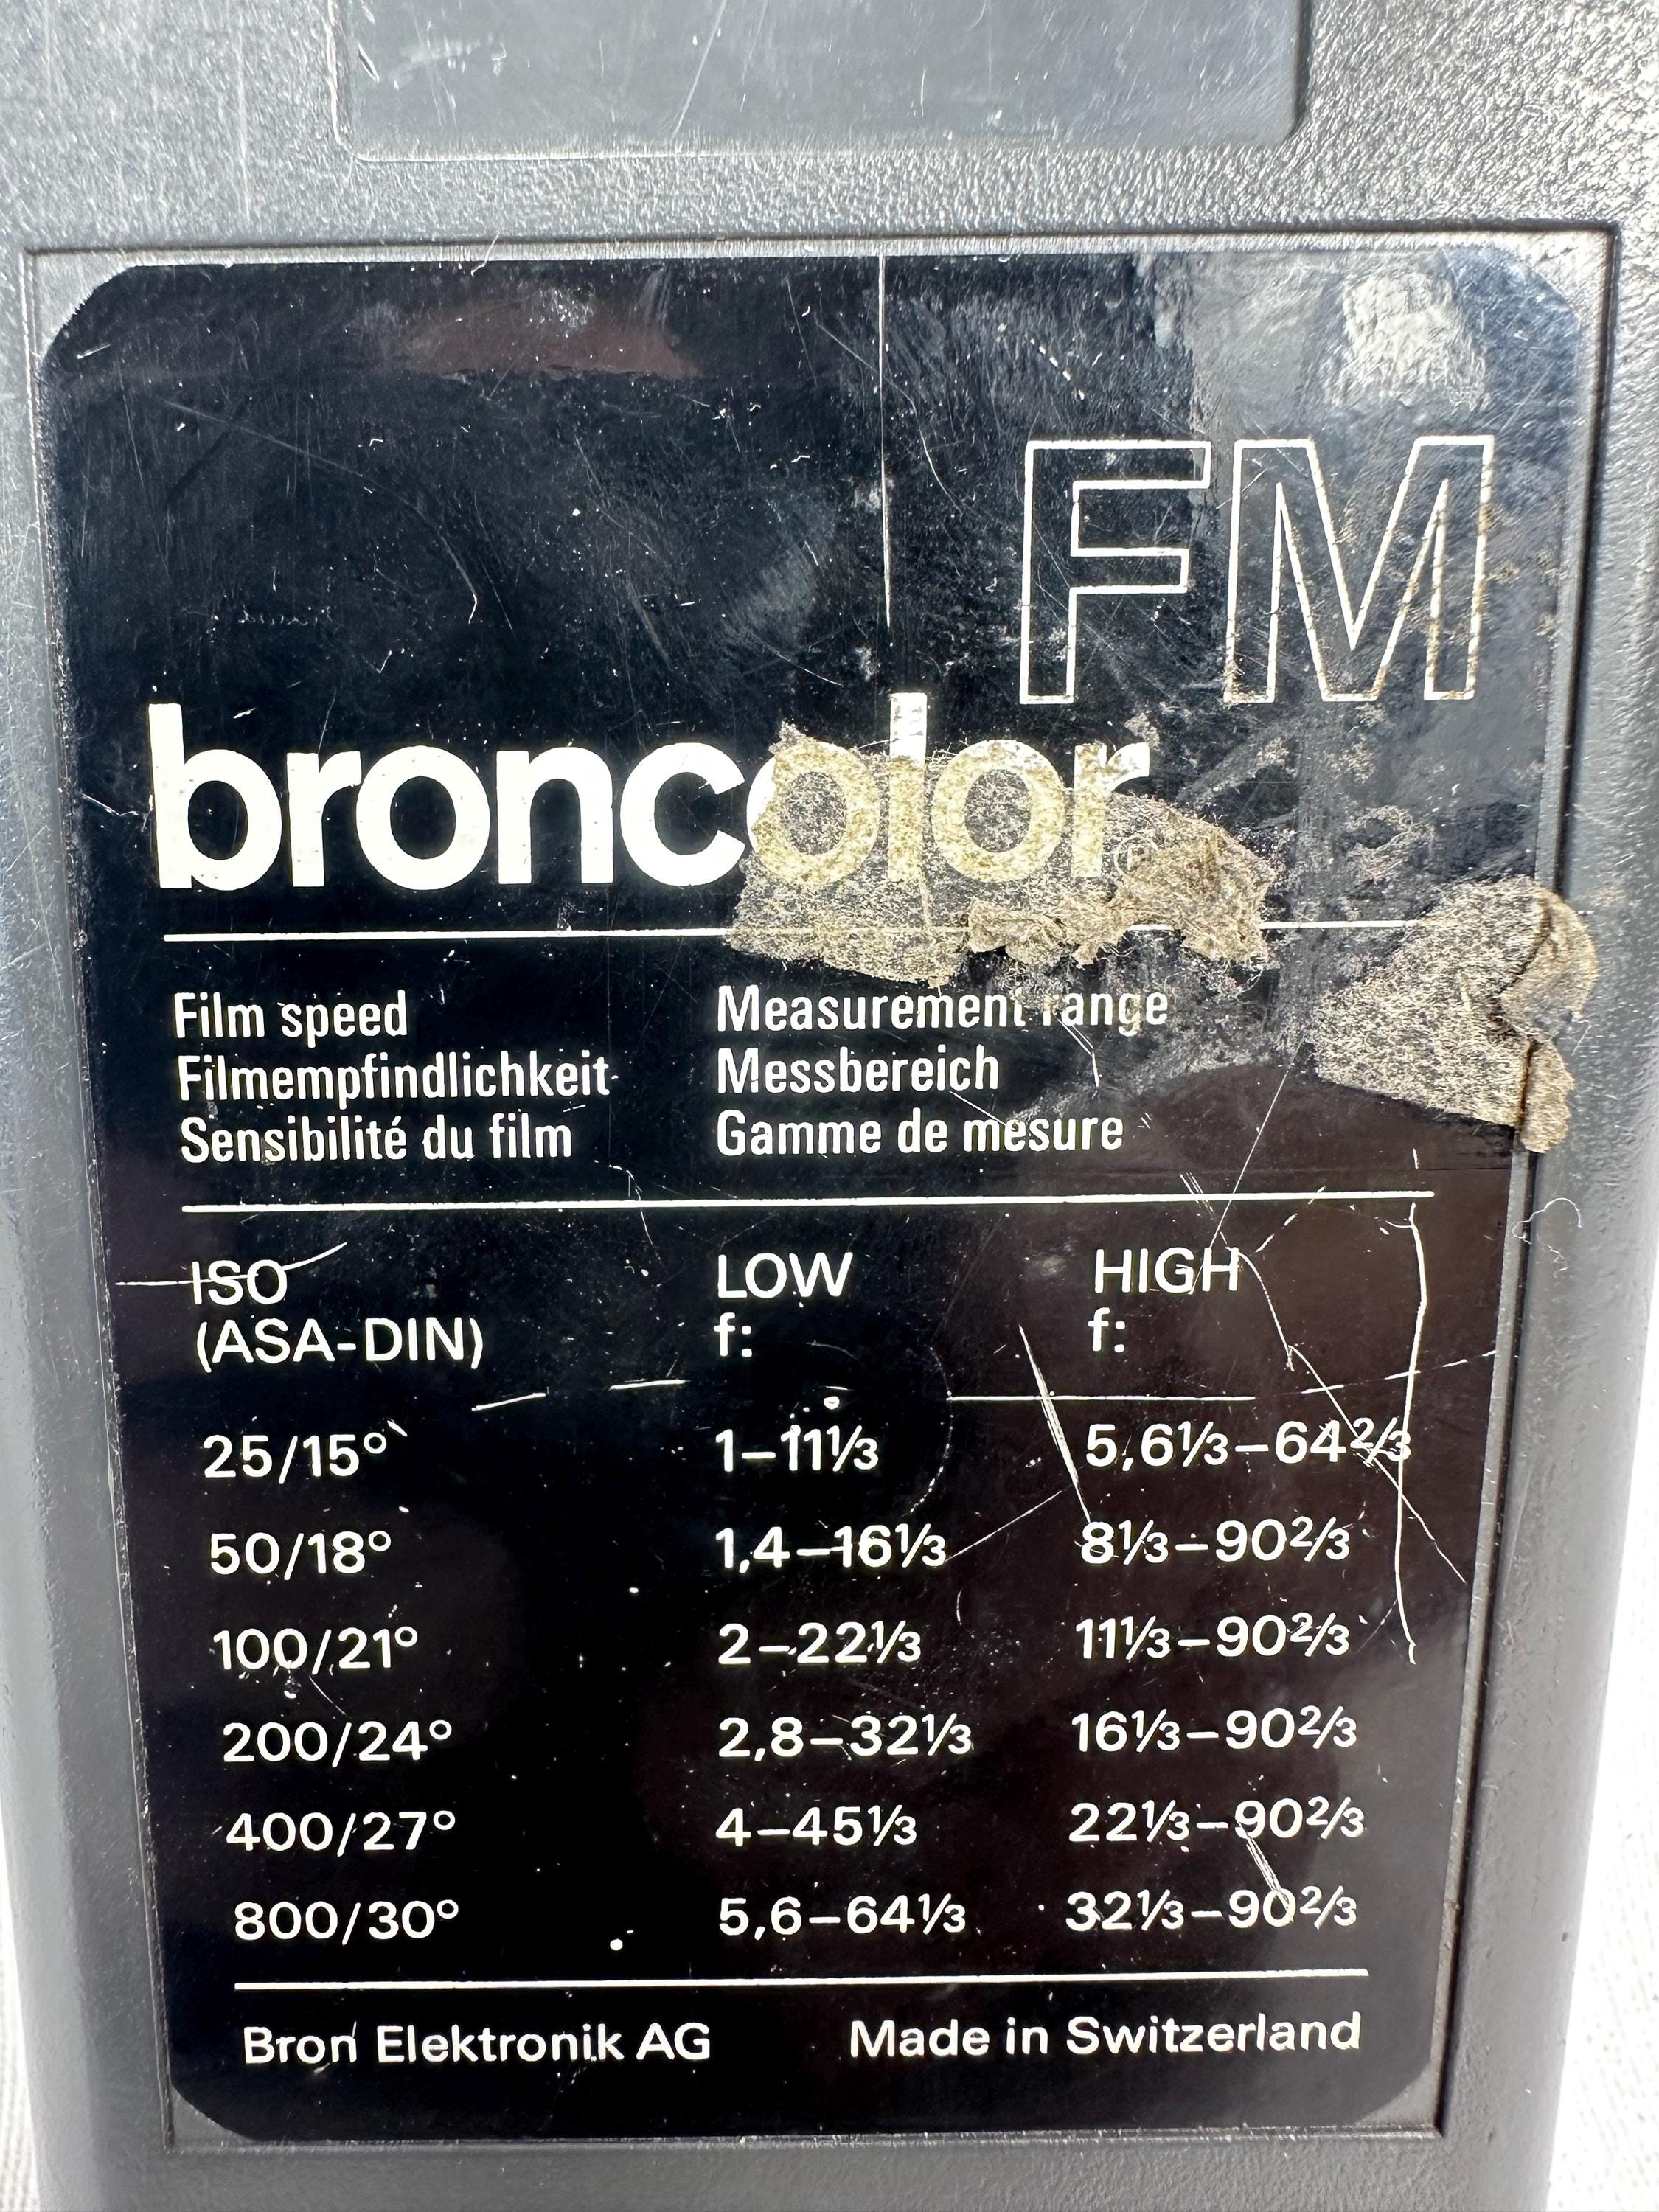 FM
broncolor®
Film speed Measurement range
Filmempfindlichkeit Messbereich
Sensibilité du film Gamme de mesure
ISO LOW HIGH
(ASA-DIN) f: f:
25/15° 1–11⅓ 5,6⅓–64⅔
50/18° 1,4–16⅓ 8⅓–90⅔
100/21° 2–22⅓ 11⅓–90⅔
200/24° 2,8–32⅓ 16⅓–90⅔
400/27° 4–45⅓ 22⅓–90⅔
800/30° 5,6–64⅓ 32⅓–90⅔
Bron Elektronik AG Made in Switzerland